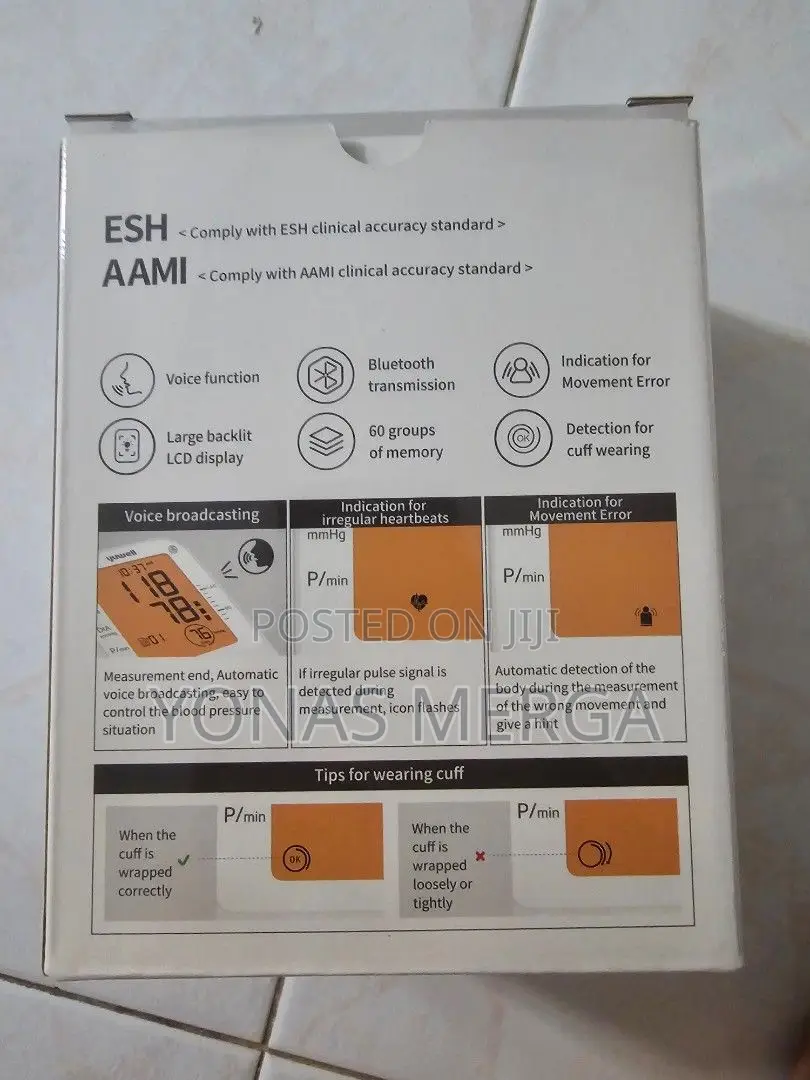 ESH < Comply with ESH clinical accuracy standard >
AAMI < Comply with AAMI clinical accuracy standard >
Voice function
Bluetooth
transmission
Indication for
Movement Error
Large backlit
LCD display
60 groups
of memory
OK
Detection for
cuff wearing
Voice broadcasting
yuwell
10:37
118
78
76
01
P/min
Measurement end, Automatic
voice broadcasting, easy to
control the blood pressure
situation
Indication for
irregular heartbeats
mmHg
P/min
If irregular pulse signal is
detected during
measurement, icon flashes
Indication for
Movement Error
mmHg
P/min
Automatic detection of the
body during the measurement
of the wrong movement and
give a hint
POSTED ON JIJI
YONAS MERGA
Tips for wearing cuff
When the
cuff is
wrapped
correctly
P/min
OK
When the
cuff is
wrapped
loosely or
tightly
P/min